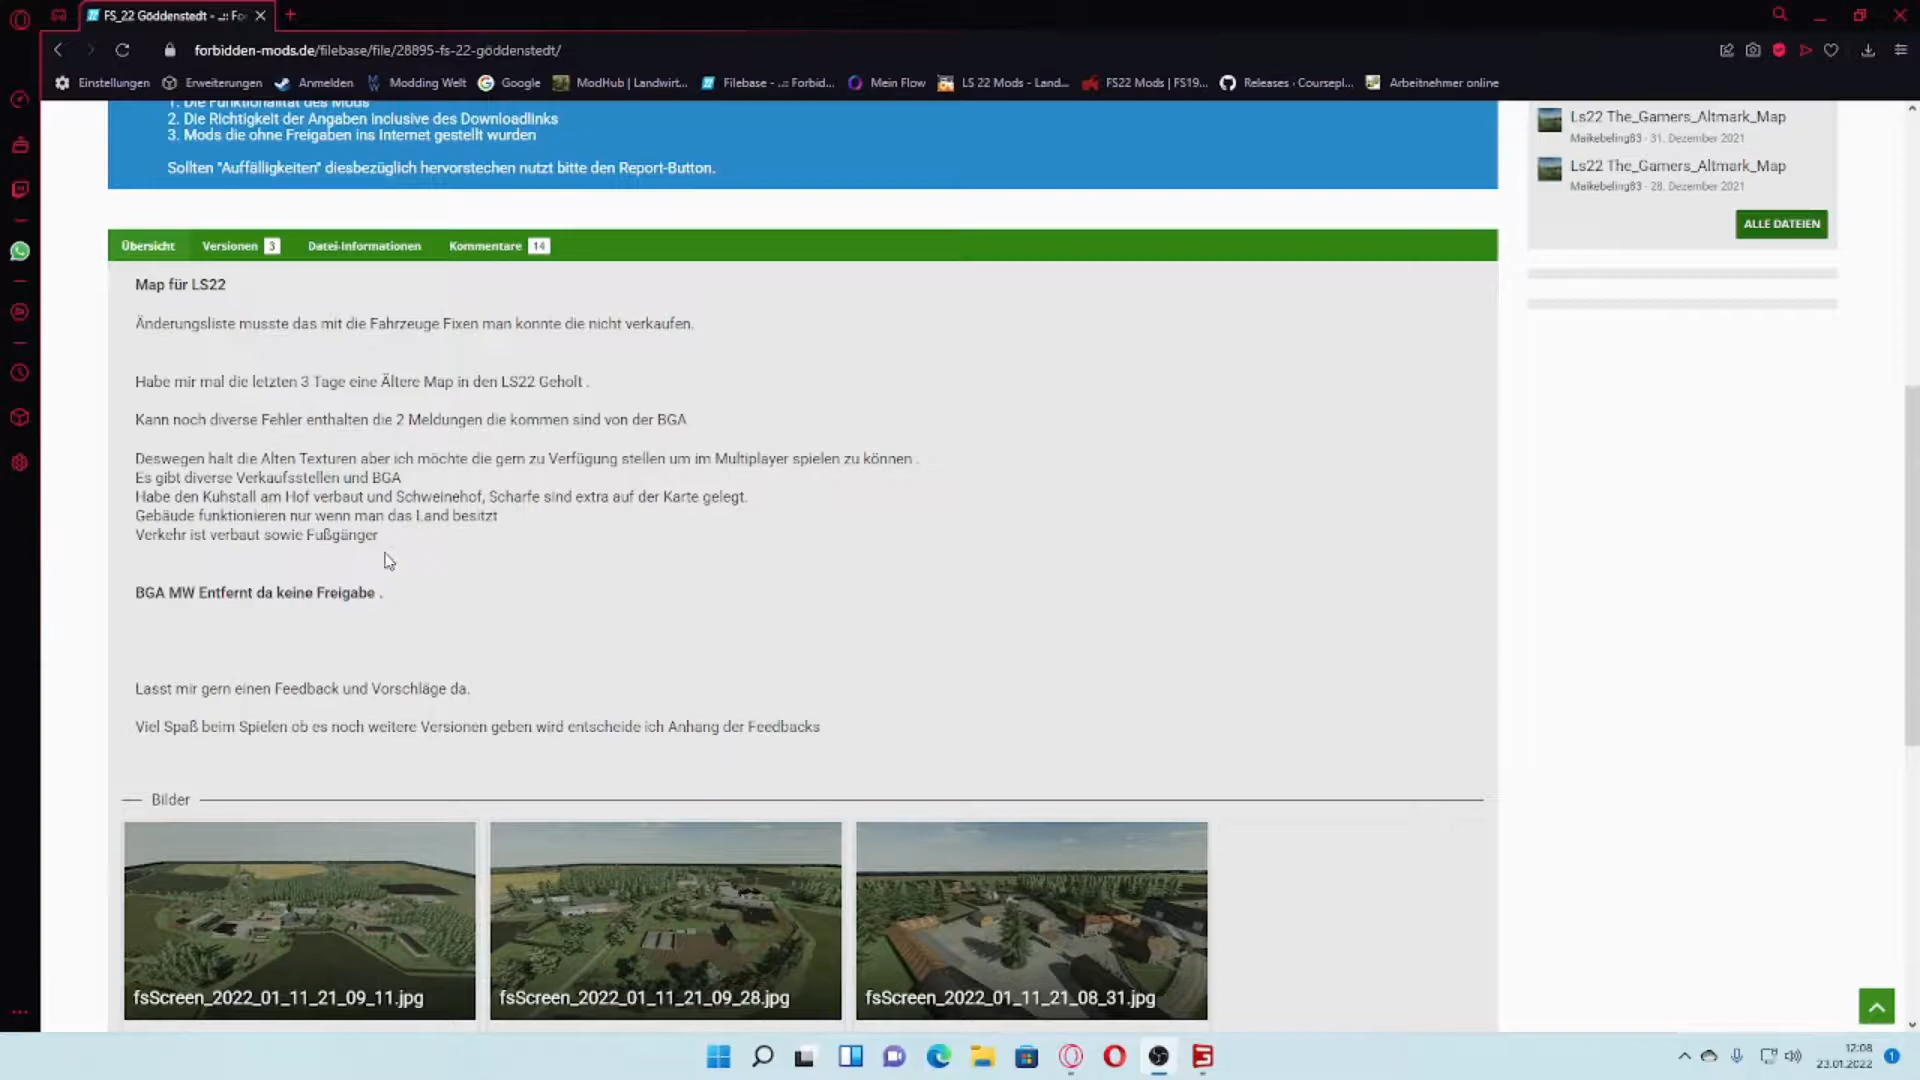 FS_22 Göddenstedt - ..:: Fo
forbidden-mods.de/filebase/file/28895-fs-22-göddenstedt/
Einstellungen
Erweiterungen
Anmelden
Modding Welt
Google
ModHub | Landwirt...
Filebase - ..:: Forbid...
Mein Flow
LS 22 Mods - Land...
FS22 Mods | FS19...
Releases · Coursepl...
Arbeitnehmer online
1. Die Funktionalität des Mods
2. Die Richtigkeit der Angaben inclusive des Downloadlinks
3. Mods die ohne Freigaben ins Internet gestellt wurden
Sollten "Auffälligkeiten" diesbezüglich hervorstechen nutzt bitte den Report-Button.
Ls22 The_Gamers_Altmark_Map
Maikebeling83 - 31. Dezember 2021
Ls22 The_Gamers_Altmark_Map
Maikebeling83 - 28. Dezember 2021
ALLE DATEIEN
Übersicht Versionen 3 Datei-Informationen Kommentare 14
Map für LS22
Änderungsliste musste das mit die Fahrzeuge Fixen man konnte die nicht verkaufen.
Habe mir mal die letzten 3 Tage eine Ältere Map in den LS22 Geholt .
Kann noch diverse Fehler enthalten die 2 Meldungen die kommen sind von der BGA
Deswegen halt die Alten Texturen aber ich möchte die gern zu Verfügung stellen um im Multiplayer spielen zu können .
Es gibt diverse Verkaufsstellen und BGA
Habe den Kuhstall am Hof verbaut und Schweinehof, Scharfe sind extra auf der Karte gelegt.
Gebäude funktionieren nur wenn man das Land besitzt
Verkehr ist verbaut sowie Fußgänger
BGA MW Entfernt da keine Freigabe .
Lasst mir gern einen Feedback und Vorschläge da.
Viel Spaß beim Spielen ob es noch weitere Versionen geben wird entscheide ich Anhang der Feedbacks
Bilder
fsScreen_2022_01_11_21_09_11.jpg
fsScreen_2022_01_11_21_09_28.jpg
fsScreen_2022_01_11_21_08_31.jpg
12:08
23.01.2022
1